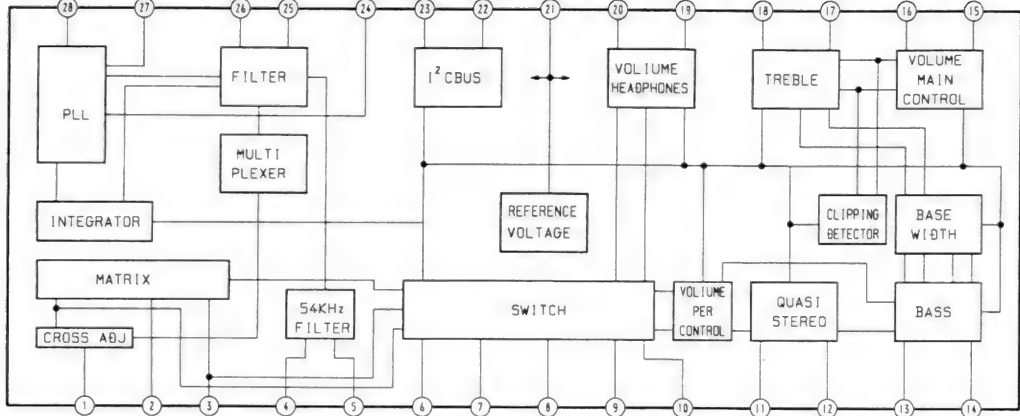 28 27 26 25 24 23 22 21 20 19 18 17 16 15
PLL
FILTER
I²CBUS
VOLIUME
HEADPHONES
TREBLE
VOLUME
MAIN
CONTROL
MULTI
PLEXER
INTEGRATOR
REFERENCE
VOLTAGE
CLIPPING
DETECTOR
BASE
WIDTH
MATRIX
CROSS ADJ
54KHz
FILTER
SWITCH
VOLIUME
PER
CONTROL
QUASI
STEREO
BASS
1 2 3 4 5 6 7 8 9 10 11 12 13 14